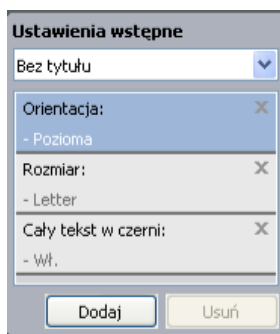 Ustawienia wstępne
Bez tytułu
Orientacja:
- Pozioma
Rozmiar:
- Letter
Cały tekst w czerni:
- Wł.
Dodaj Usuń